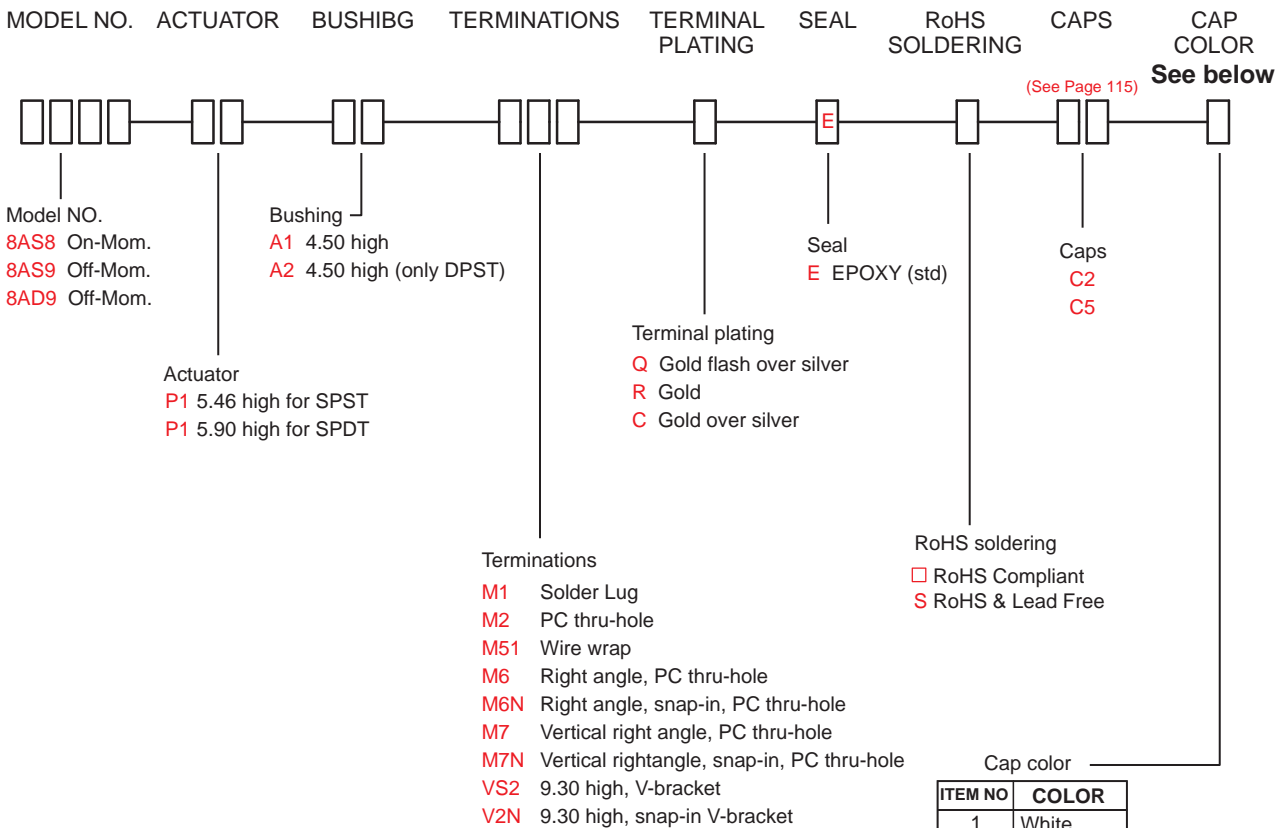 MODEL NO. ACTUATOR BUSHIBG TERMINATIONS TERMINAL PLATING SEAL RoHS SOLDERING CAPS CAP COLOR
See below
(See Page 115)
E
Model NO.
8AS8 On-Mom.
8AS9 Off-Mom.
8AD9 Off-Mom.
Bushing
A1 4.50 high
A2 4.50 high (only DPST)
Seal
E EPOXY (std)
Caps
C2
C5
Terminal plating
Q Gold flash over silver
R Gold
C Gold over silver
Actuator
P1 5.46 high for SPST
P1 5.90 high for SPDT
RoHS soldering
□ RoHS Compliant
S RoHS & Lead Free
Terminations
M1 Solder Lug
M2 PC thru-hole
M51 Wire wrap
M6 Right angle, PC thru-hole
M6N Right angle, snap-in, PC thru-hole
M7 Vertical right angle, PC thru-hole
M7N Vertical rightangle, snap-in, PC thru-hole
VS2 9.30 high, V-bracket
V2N 9.30 high, snap-in V-bracket
Cap color
ITEM NO COLOR
1 White